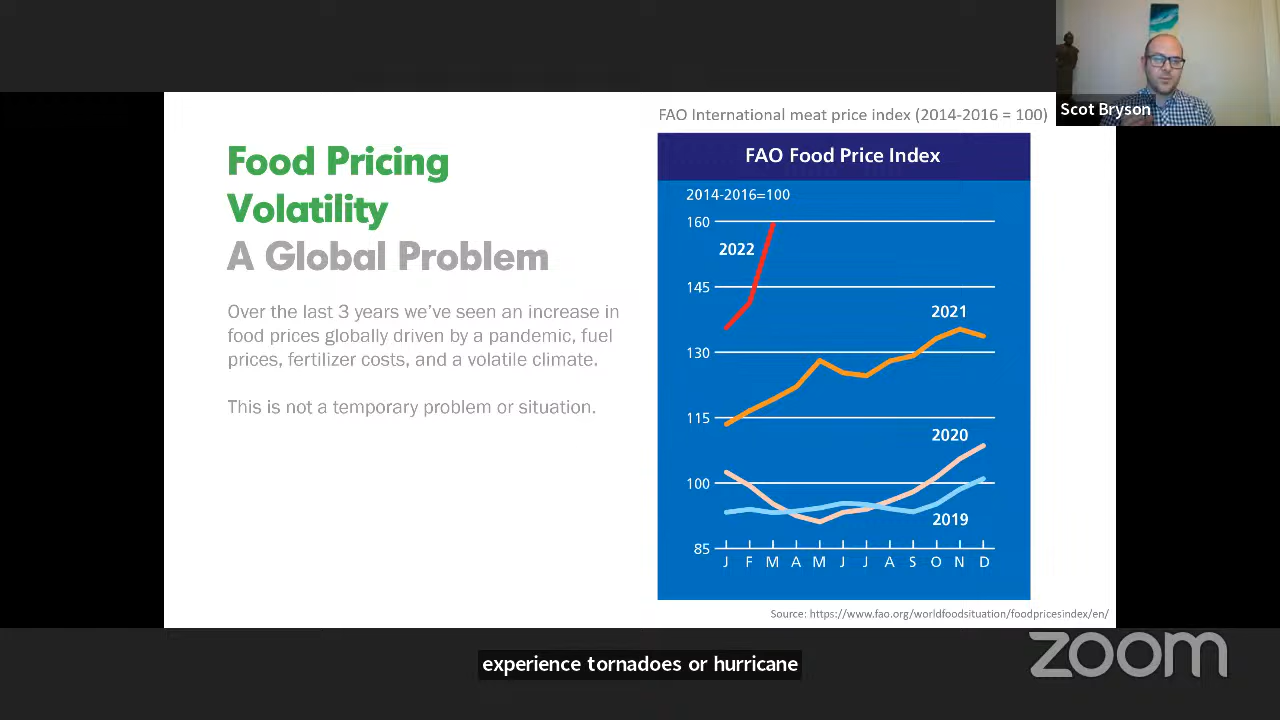 Scot Bryson
FAO International meat price index (2014-2016 = 100)
Food Pricing
Volatility
A Global Problem
Over the last 3 years we've seen an increase in
food prices globally driven by a pandemic, fuel
prices, fertilizer costs, and a volatile climate.
This is not a temporary problem or situation.
FAO Food Price Index
2014-2016=100
160
2022
145
2021
130
115
2020
100
2019
85
J F M A M J J A S O N D
Source: https://www.fao.org/worldfoodsituation/foodpricesindex/en/
experience tornadoes or hurricane
zoom